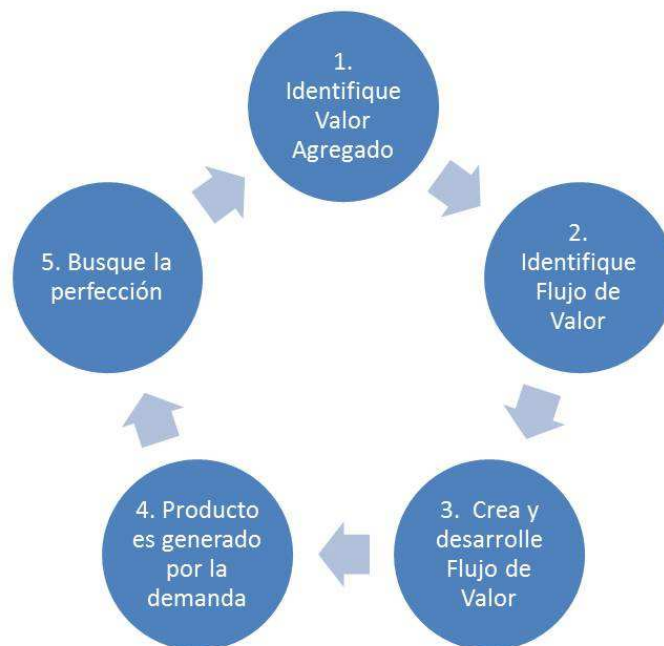 1.
Identifique
Valor
Agregado
2.
Identifique
Flujo de
Valor
3. Crea y
desarrolle
Flujo de
Valor
4. Producto
es generado
por la
demanda
5. Busque la
perfección